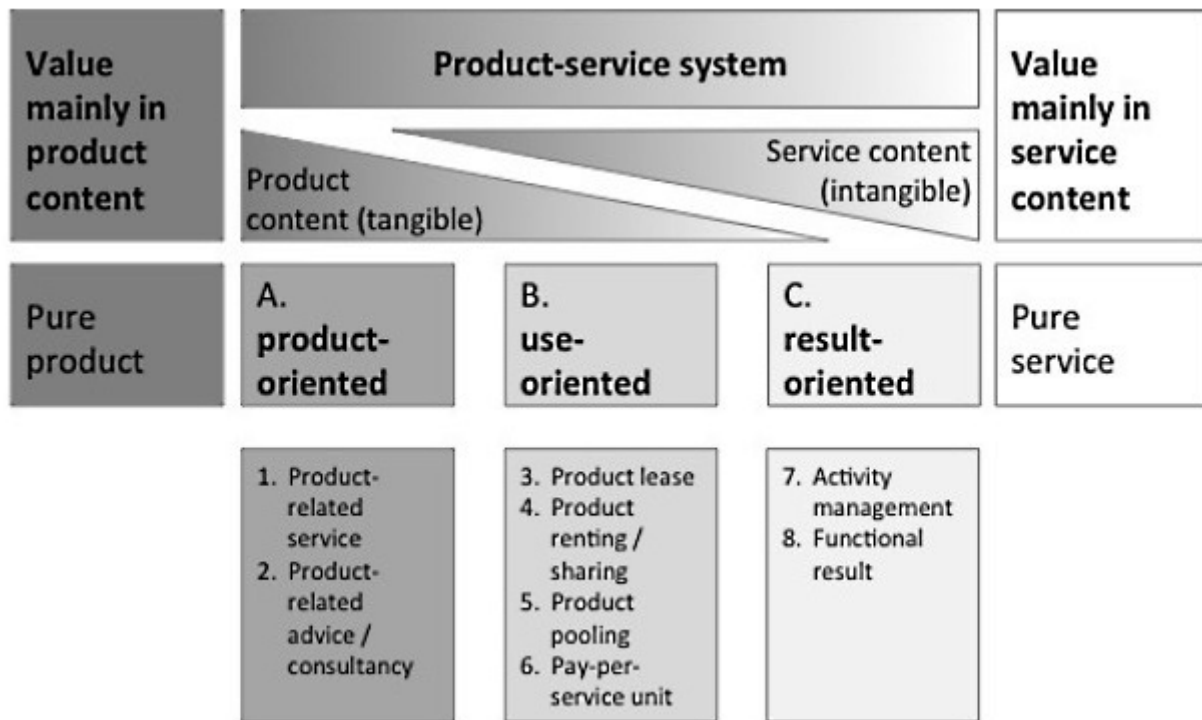 Value
mainly in
product
content
Product-service system
Product
content (tangible)
Service content
(intangible)
Value
mainly in
service
content
Pure
product
A.
product-
oriented
B.
use-
oriented
C.
result-
oriented
Pure
service
1. Product-
related
service
2. Product-
related
advice /
consultancy
3. Product lease
4. Product
renting /
sharing
5. Product
pooling
6. Pay-per-
service unit
7. Activity
management
8. Functional
result